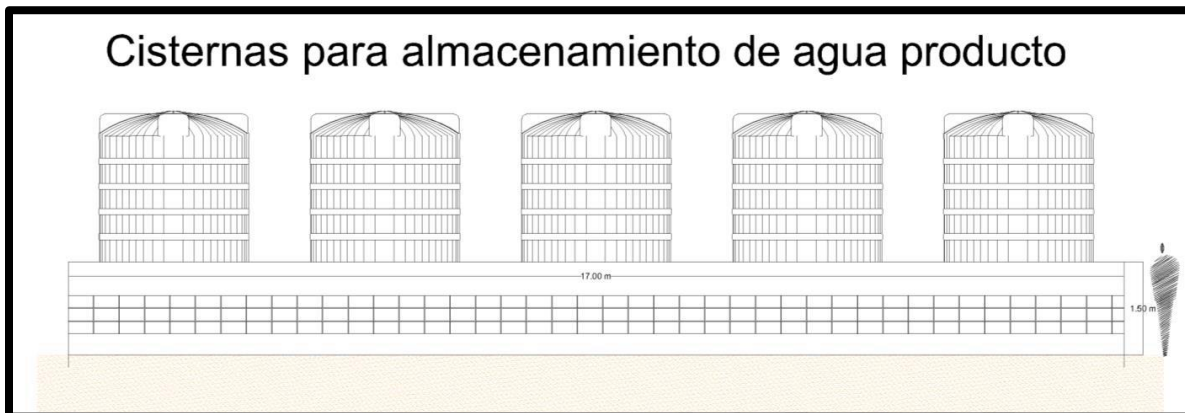 Cisternas para almacenamiento de agua producto
17.00 m
1.50 m